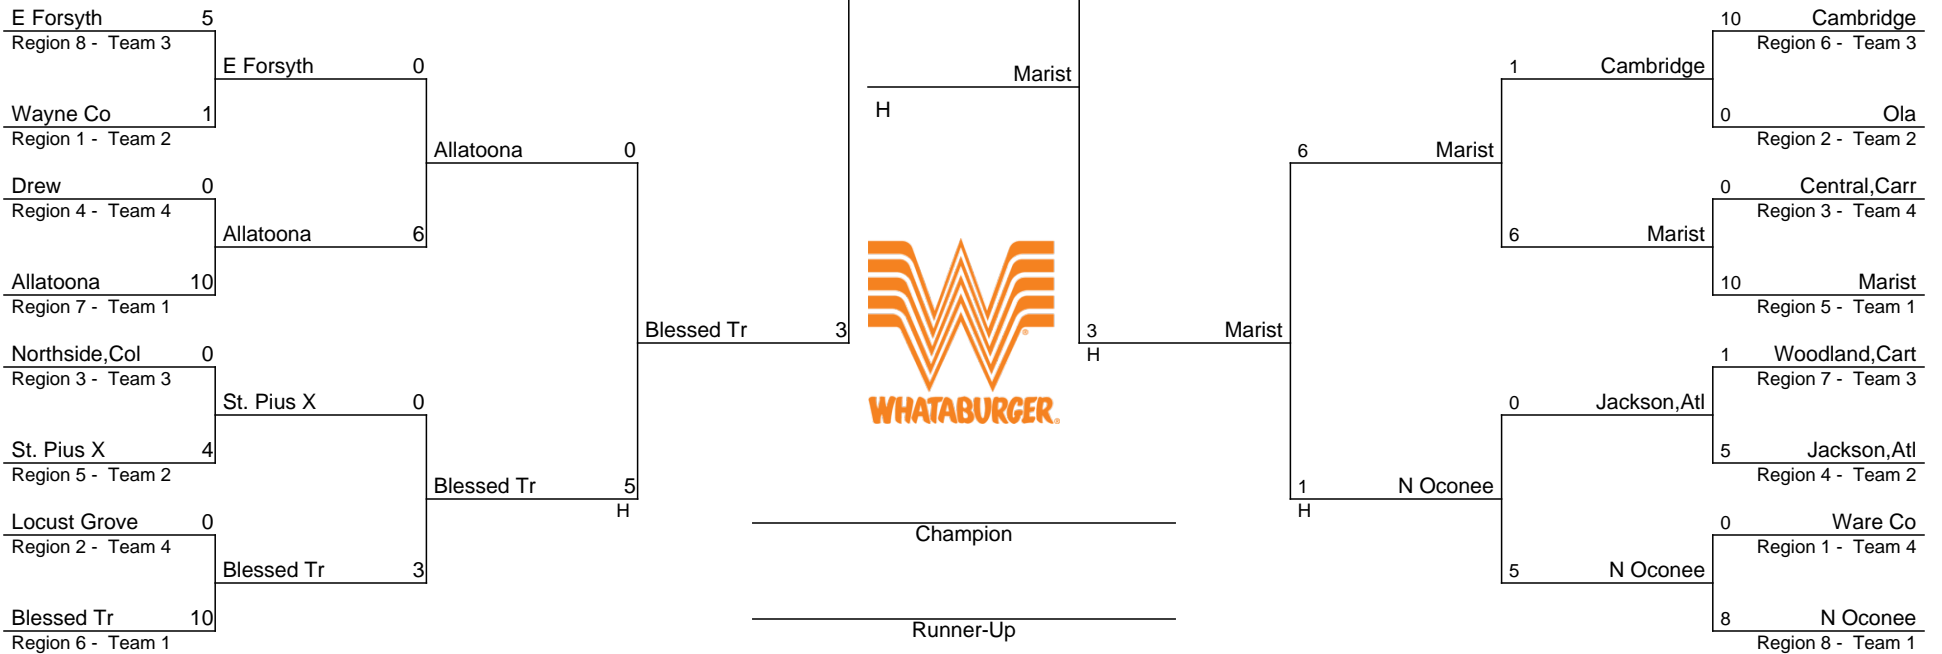 E Forsyth 5
Region 8 - Team 3
E Forsyth 0
Wayne Co 1
Region 1 - Team 2
Allatoona 0
Drew 0
Region 4 - Team 4
Allatoona 6
Allatoona 10
Region 7 - Team 1
Blessed Tr 3
Northside,Col 0
Region 3 - Team 3
St. Pius X 0
St. Pius X 4
Region 5 - Team 2
Blessed Tr 5
H
Locust Grove 0
Region 2 - Team 4
Blessed Tr 3
Blessed Tr 10
Region 6 - Team 1
Marist
H
WHATABURGER
Champion
Runner-Up
10 Cambridge
Region 6 - Team 3
1 Cambridge
0 Ola
Region 2 - Team 2
6 Marist
0 Central,Carr
Region 3 - Team 4
6 Marist
10 Marist
Region 5 - Team 1
3 Marist
H
1 Woodland,Cart
Region 7 - Team 3
0 Jackson,Atl
5 Jackson,Atl
Region 4 - Team 2
1 N Oconee
H
0 Ware Co
Region 1 - Team 4
5 N Oconee
8 N Oconee
Region 8 - Team 1